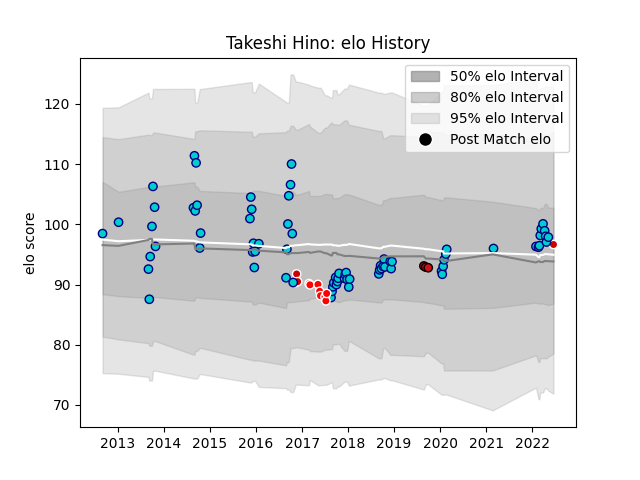 Takeshi Hino: elo History
50% elo Interval
80% elo Interval
95% elo Interval
Post Match elo
elo score
120
110
100
90
80
70
2013 2014 2015 2016 2017 2018 2019 2020 2021 2022